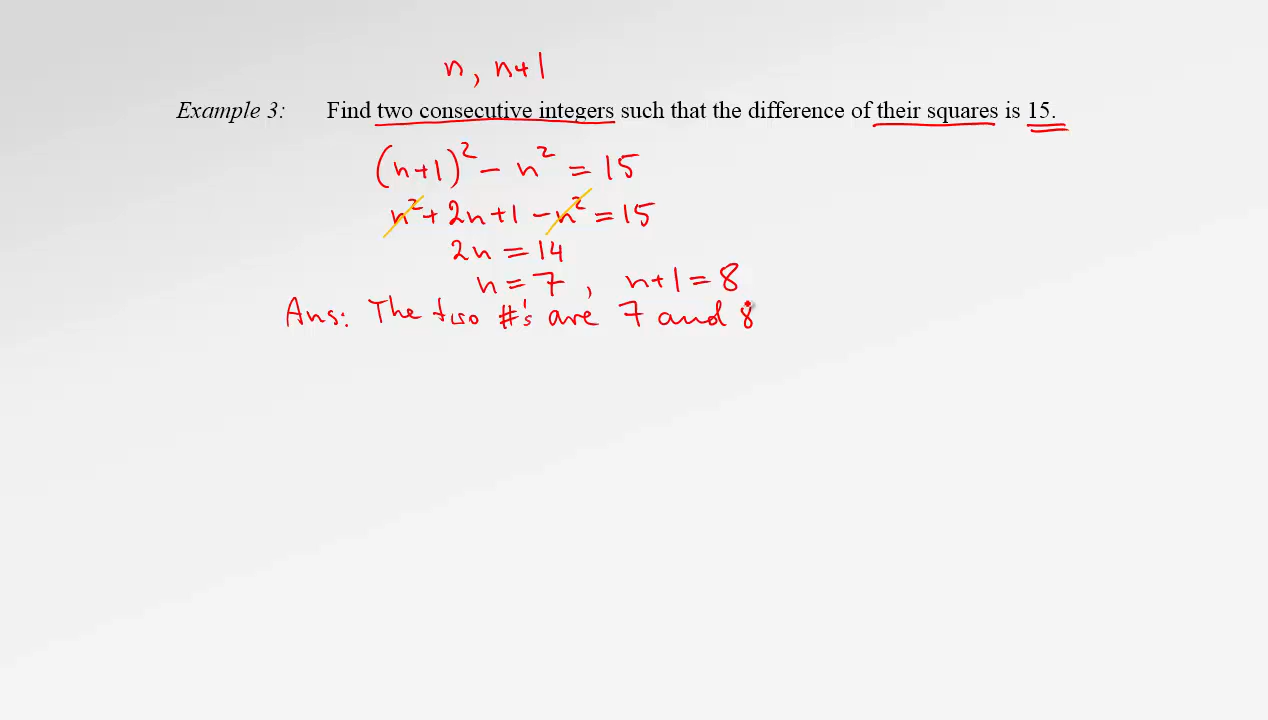 n, n+1
Example 3: Find two consecutive integers such that the difference of their squares is 15.
(n+1)² − n² = 15
n² + 2n + 1 − n² = 15
2n = 14
n = 7 , n+1 = 8
Ans: The two #'s are 7 and 8